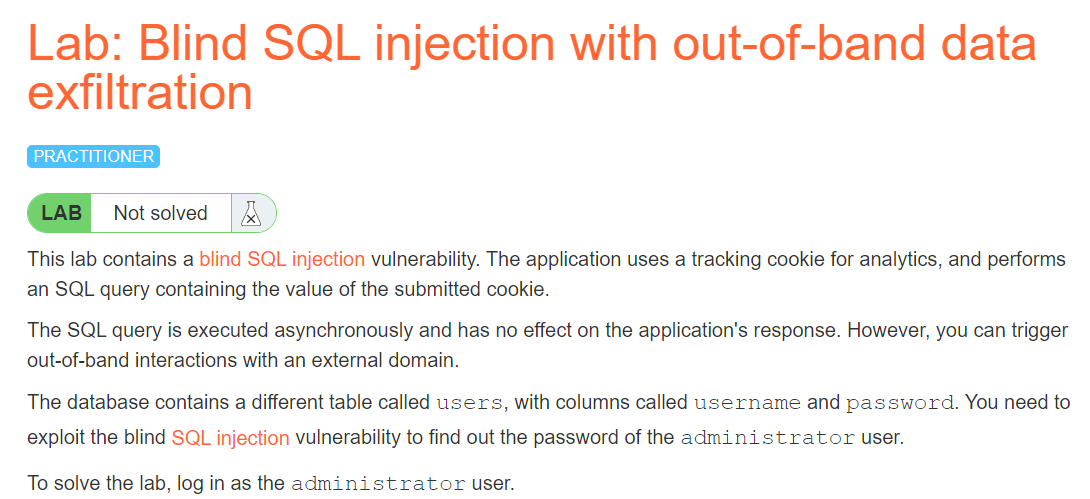 Lab: Blind SQL injection with out-of-band data
exfiltration
PRACTITIONER
LAB Not solved
This lab contains a blind SQL injection vulnerability. The application uses a tracking cookie for analytics, and performs
an SQL query containing the value of the submitted cookie.
The SQL query is executed asynchronously and has no effect on the application's response. However, you can trigger
out-of-band interactions with an external domain.
The database contains a different table called users, with columns called username and password. You need to
exploit the blind SQL injection vulnerability to find out the password of the administrator user.
To solve the lab, log in as the administrator user.